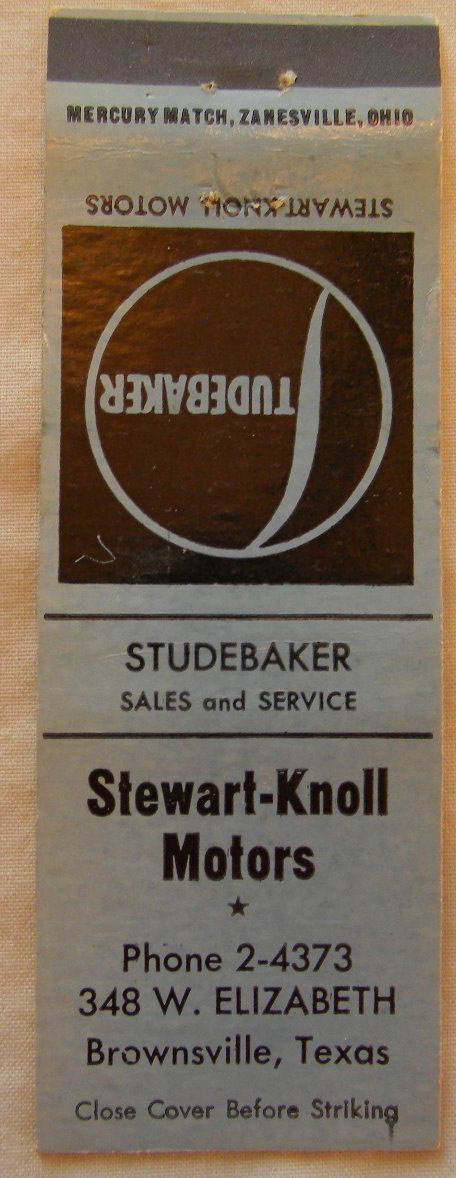 MERCURY MATCH, ZANESVILLE, OHIO
STEWART-KNOLL MOTORS
STUDEBAKER
STUDEBAKER
SALES and SERVICE
Stewart-Knoll
Motors
Phone 2-4373
348 W. ELIZABETH
Brownsville, Texas
Close Cover Before Striking